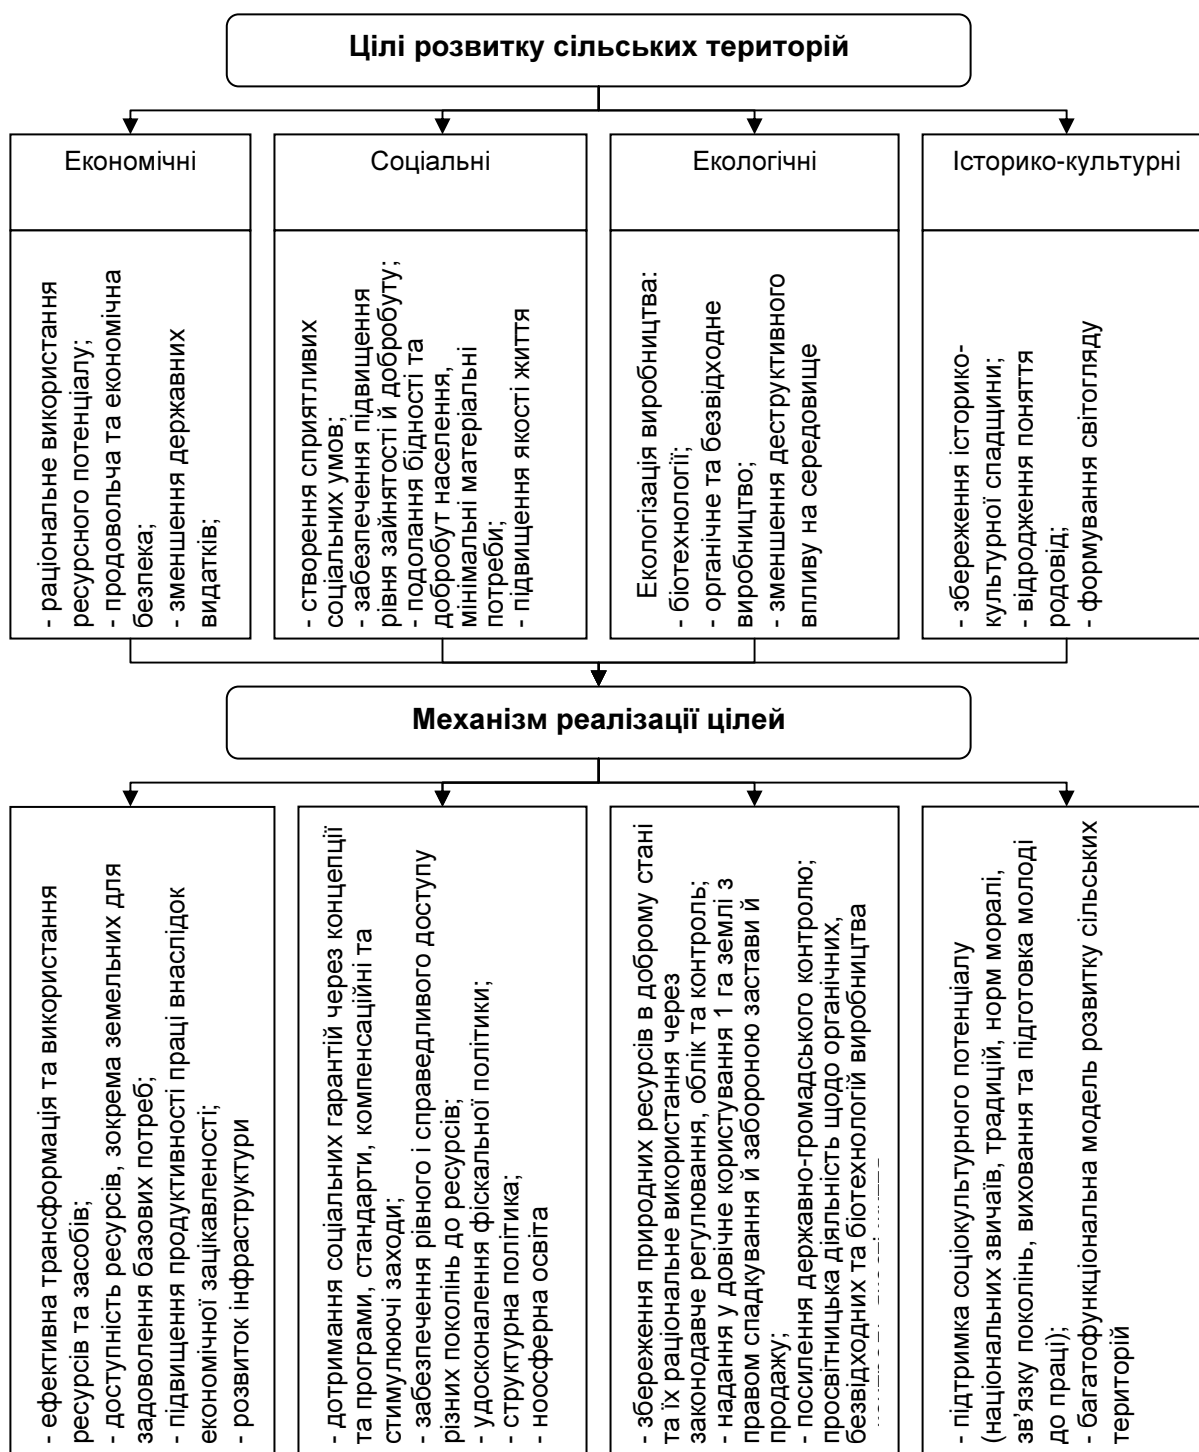 Цілі розвитку сільських територій
Економічні
Соціальні
Екологічні
Історико-культурні
- раціональне використання
ресурсного потенціалу;
- продовольча та економічна
безпека;
- зменшення державних
видатків;
- створення сприятливих
соціальних умов;
- забезпечення підвищення
рівня зайнятості й добробуту;
- подолання бідності та
добробут населення,
мінімальні матеріальні
потреби;
- підвищення якості життя
Екологізація виробництва:
- біотехнології;
- органічне та безвідходне
виробництво;
- зменшення деструктивного
впливу на середовище
- збереження історико-
культурної спадщини;
- відродження поняття
родовід;
- формування світогляду
Механізм реалізації цілей
- ефективна трансформація та використання
ресурсів та засобів;
- доступність ресурсів, зокрема земельних для
задоволення базових потреб;
- підвищення продуктивності праці внаслідок
економічної зацікавленості;
- розвиток інфраструктури
- дотримання соціальних гарантій через концепції
та програми, стандарти, компенсаційні та
стимулюючі заходи;
- забезпечення рівного і справедливого доступу
різних поколінь до ресурсів;
- удосконалення фіскальної політики;
- структурна політика;
- ноосферна освіта
- збереження природних ресурсів в доброму стані
та їх раціональне використання через
законодавче регулювання, облік та контроль;
- надання у довічне користування 1 га землі з
правом спадкування й забороною застави й
продажу;
- посилення державно-громадського контролю;
просвітницька діяльність щодо органічних,
безвідходних та біотехнологій виробництва
- підтримка соціокультурного потенціалу
(національних звичаїв, традицій, норм моралі,
зв’язку поколінь, виховання та підготовка молоді
до праці);
- багатофункціональна модель розвитку сільських
територій